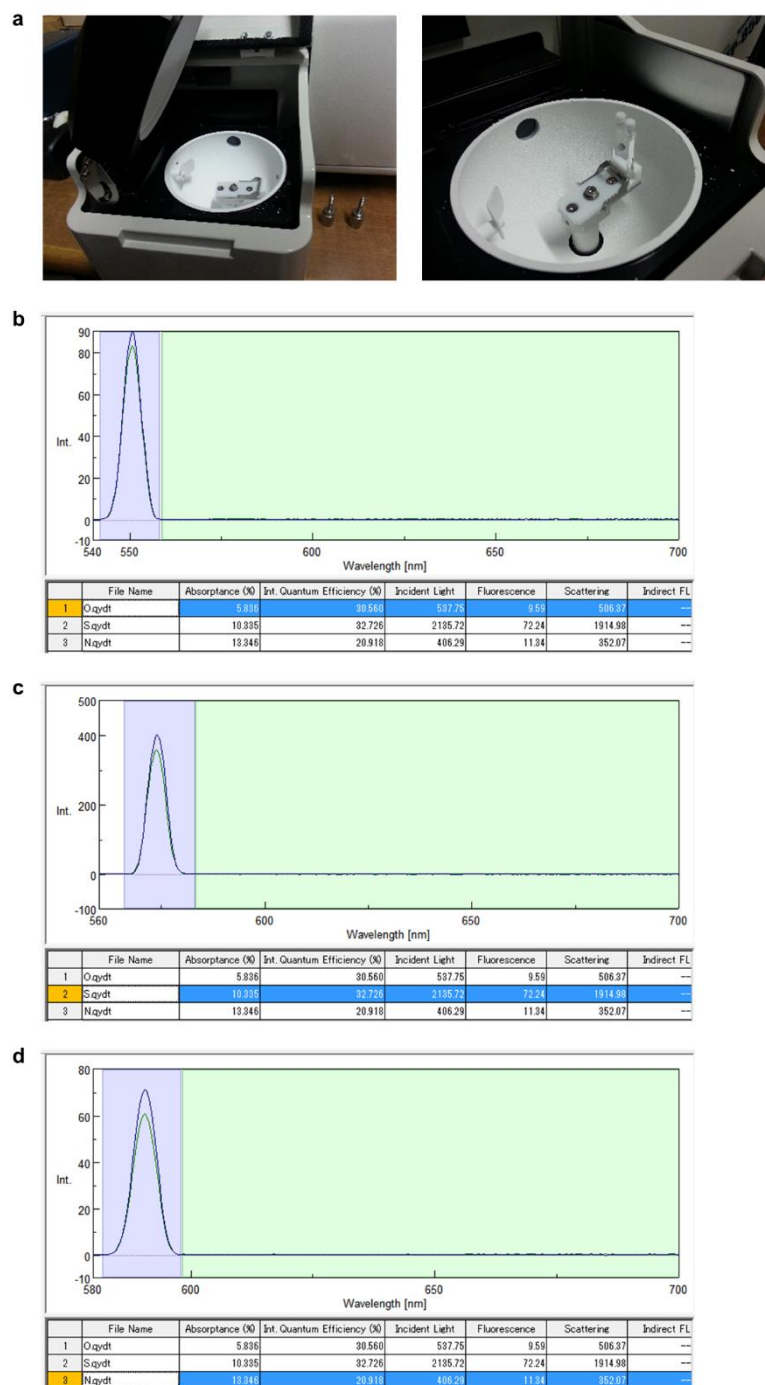 a
b
90
80
60
Int. 40
20
0
-10
540 550 600 650 700
Wavelength [nm]
File Name Absorptance (%) Int. Quantum Efficiency (%) Incident Light Fluorescence Scattering Indirect FL
1 O.qydt 5.836 30.560 537.75 9.59 506.37 --
2 S.qydt 10.335 32.726 2135.72 72.24 1914.98 --
3 N.qydt 13.346 20.918 406.29 11.34 352.07 --
c
500
400
Int. 200
0
-100
560 600 650 700
Wavelength [nm]
File Name Absorptance (%) Int. Quantum Efficiency (%) Incident Light Fluorescence Scattering Indirect FL
1 O.qydt 5.836 30.560 537.75 9.59 506.37 --
2 S.qydt 10.335 32.726 2135.72 72.24 1914.98 --
3 N.qydt 13.346 20.918 406.29 11.34 352.07 --
d
80
60
40
Int.
20
0
-10
580 600 650 700
Wavelength [nm]
File Name Absorptance (%) Int. Quantum Efficiency (%) Incident Light Fluorescence Scattering Indirect FL
1 O.qydt 5.836 30.560 537.75 9.59 506.37 --
2 S.qydt 10.335 32.726 2135.72 72.24 1914.98 --
3 N.qydt 13.346 20.918 406.29 11.34 352.07 --